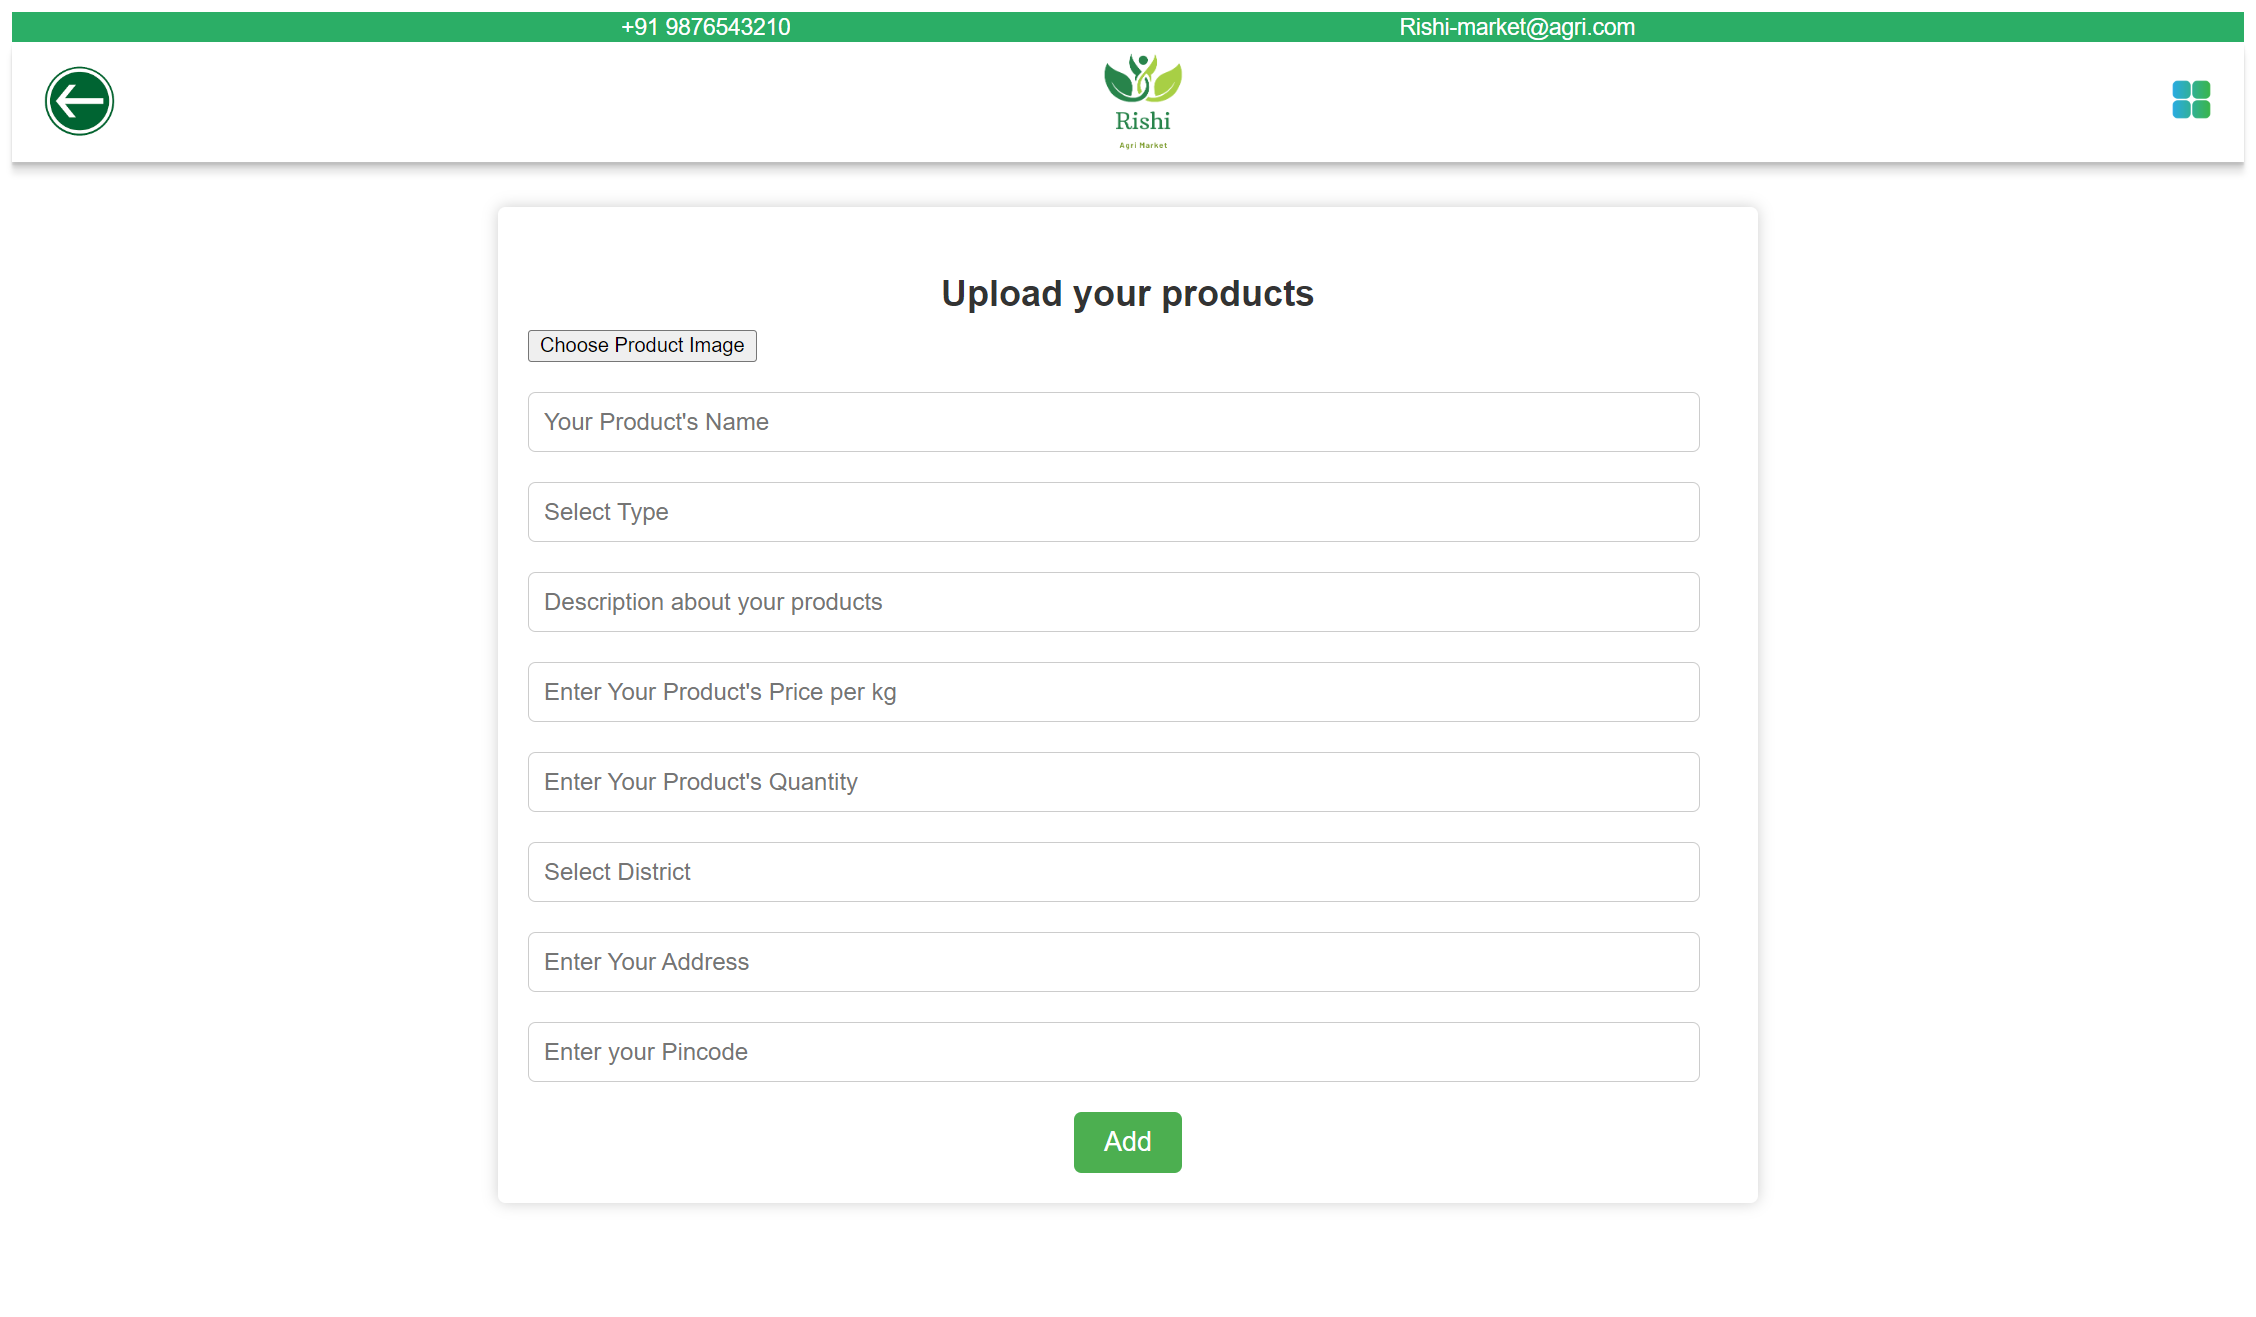 +91 9876543210 Rishi-market@agri.com
Rishi
Agri Market
Upload your products
Choose Product Image
Your Product's Name
Select Type
Description about your products
Enter Your Product's Price per kg
Enter Your Product's Quantity
Select District
Enter Your Address
Enter your Pincode
Add